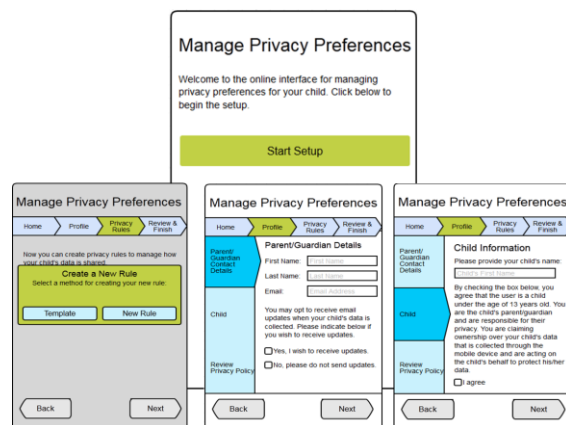 Manage Privacy Preferences
Welcome to the online interface for managing
privacy preferences for your child. Click below to
begin the setup.
Start Setup
Manage Privacy Preferences
Home
Profile
Privacy
Rules
Review &
Finish
Now you can create privacy rules to manage how
your child's data is shared.
Create a New Rule
Select a method for creating your new rule:
Template
New Rule
Back
Next
Manage Privacy Preferences
Home
Profile
Privacy
Rules
Review &
Finish
Parent/
Guardian
Contact
Details
Child
Review
Privacy Policy
Parent/Guardian Details
First Name: First Name
Last Name: Last Name
Email: Email Address
You may opt to receive email
updates when your child's data is
collected. Please indicate below if
you wish to receive updates.
Yes, I wish to receive updates.
No, please do not send updates.
Back
Next
Manage Privacy Preferences
Home
Profile
Privacy
Rules
Review &
Finish
Parent/
Guardian
Contact
Details
Child
Review
Privacy Policy
Child Information
Please provide your child's name:
Child's First Name
By checking the box below, you
agree that the user is a child
under the age of 13 years old. You
are the child's parent/guardian
and are responsible for their
privacy. You are claiming
ownership over your child's data
that is collected through the
mobile device and are acting on
the child's behalf to protect his/her
data.
I agree
Back
Next